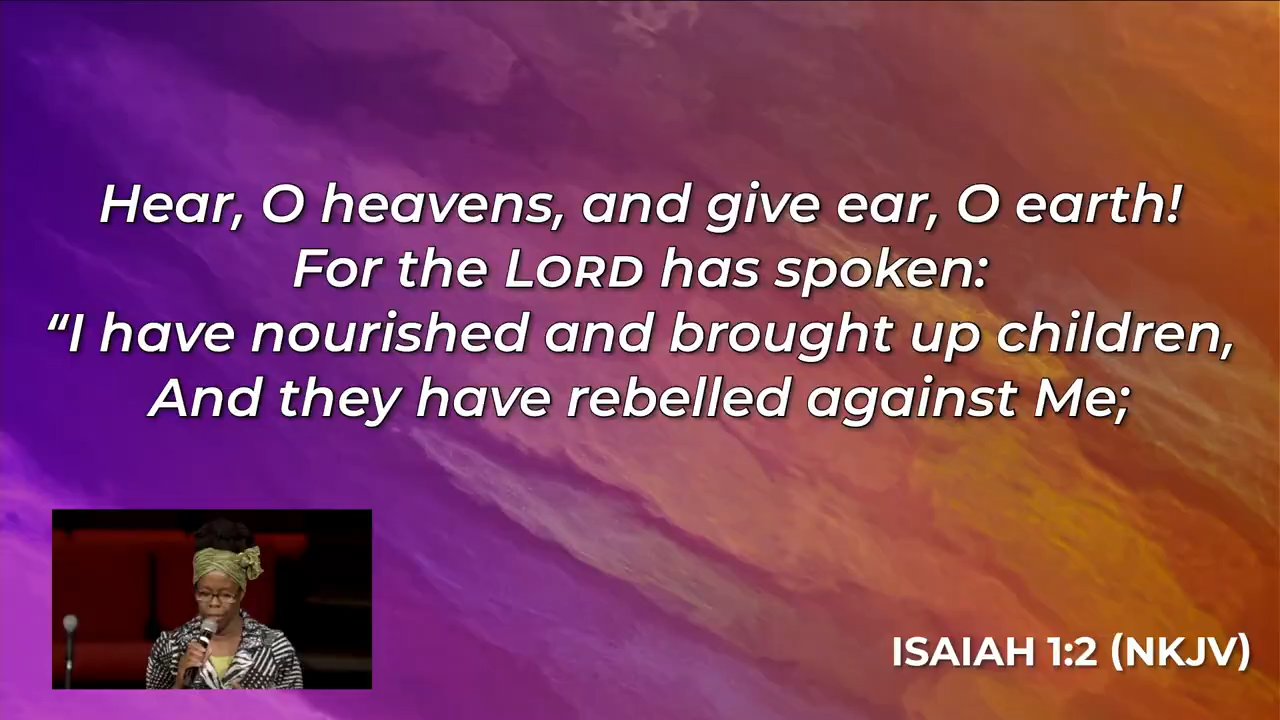 Hear, O heavens, and give ear, O earth!
For the LORD has spoken:
“I have nourished and brought up children,
And they have rebelled against Me;
ISAIAH 1:2 (NKJV)